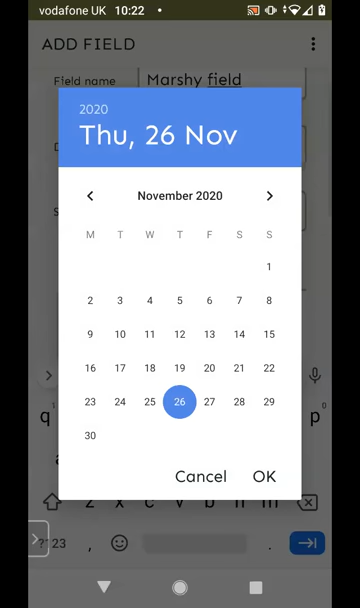 vodafone UK 10:22
ADD FIELD
Field name
Marshy field
2020
Thu, 26 Nov
November 2020
M T W T F S S
1
2 3 4 5 6 7 8
9 10 11 12 13 14 15
16 17 18 19 20 21 22
23 24 25 26 27 28 29
30
Cancel OK
q 1 p 0
z x c v b n m
?123 , .